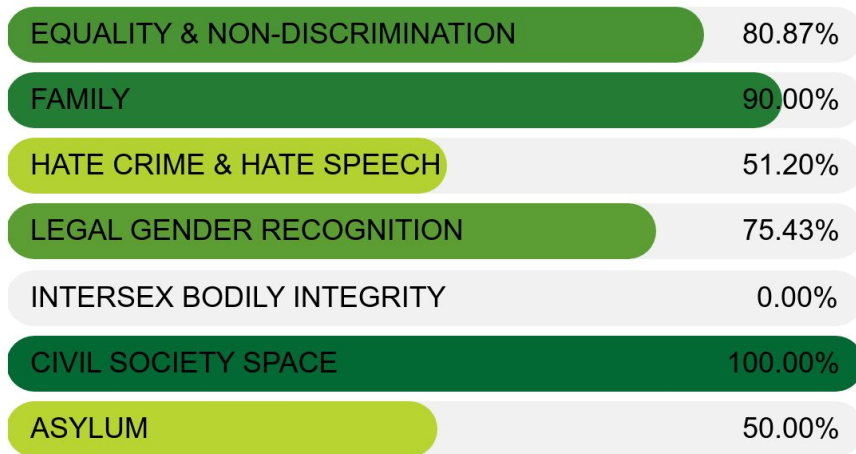 EQUALITY & NON-DISCRIMINATION 80.87%
FAMILY 90.00%
HATE CRIME & HATE SPEECH 51.20%
LEGAL GENDER RECOGNITION 75.43%
INTERSEX BODILY INTEGRITY 0.00%
CIVIL SOCIETY SPACE 100.00%
ASYLUM 50.00%